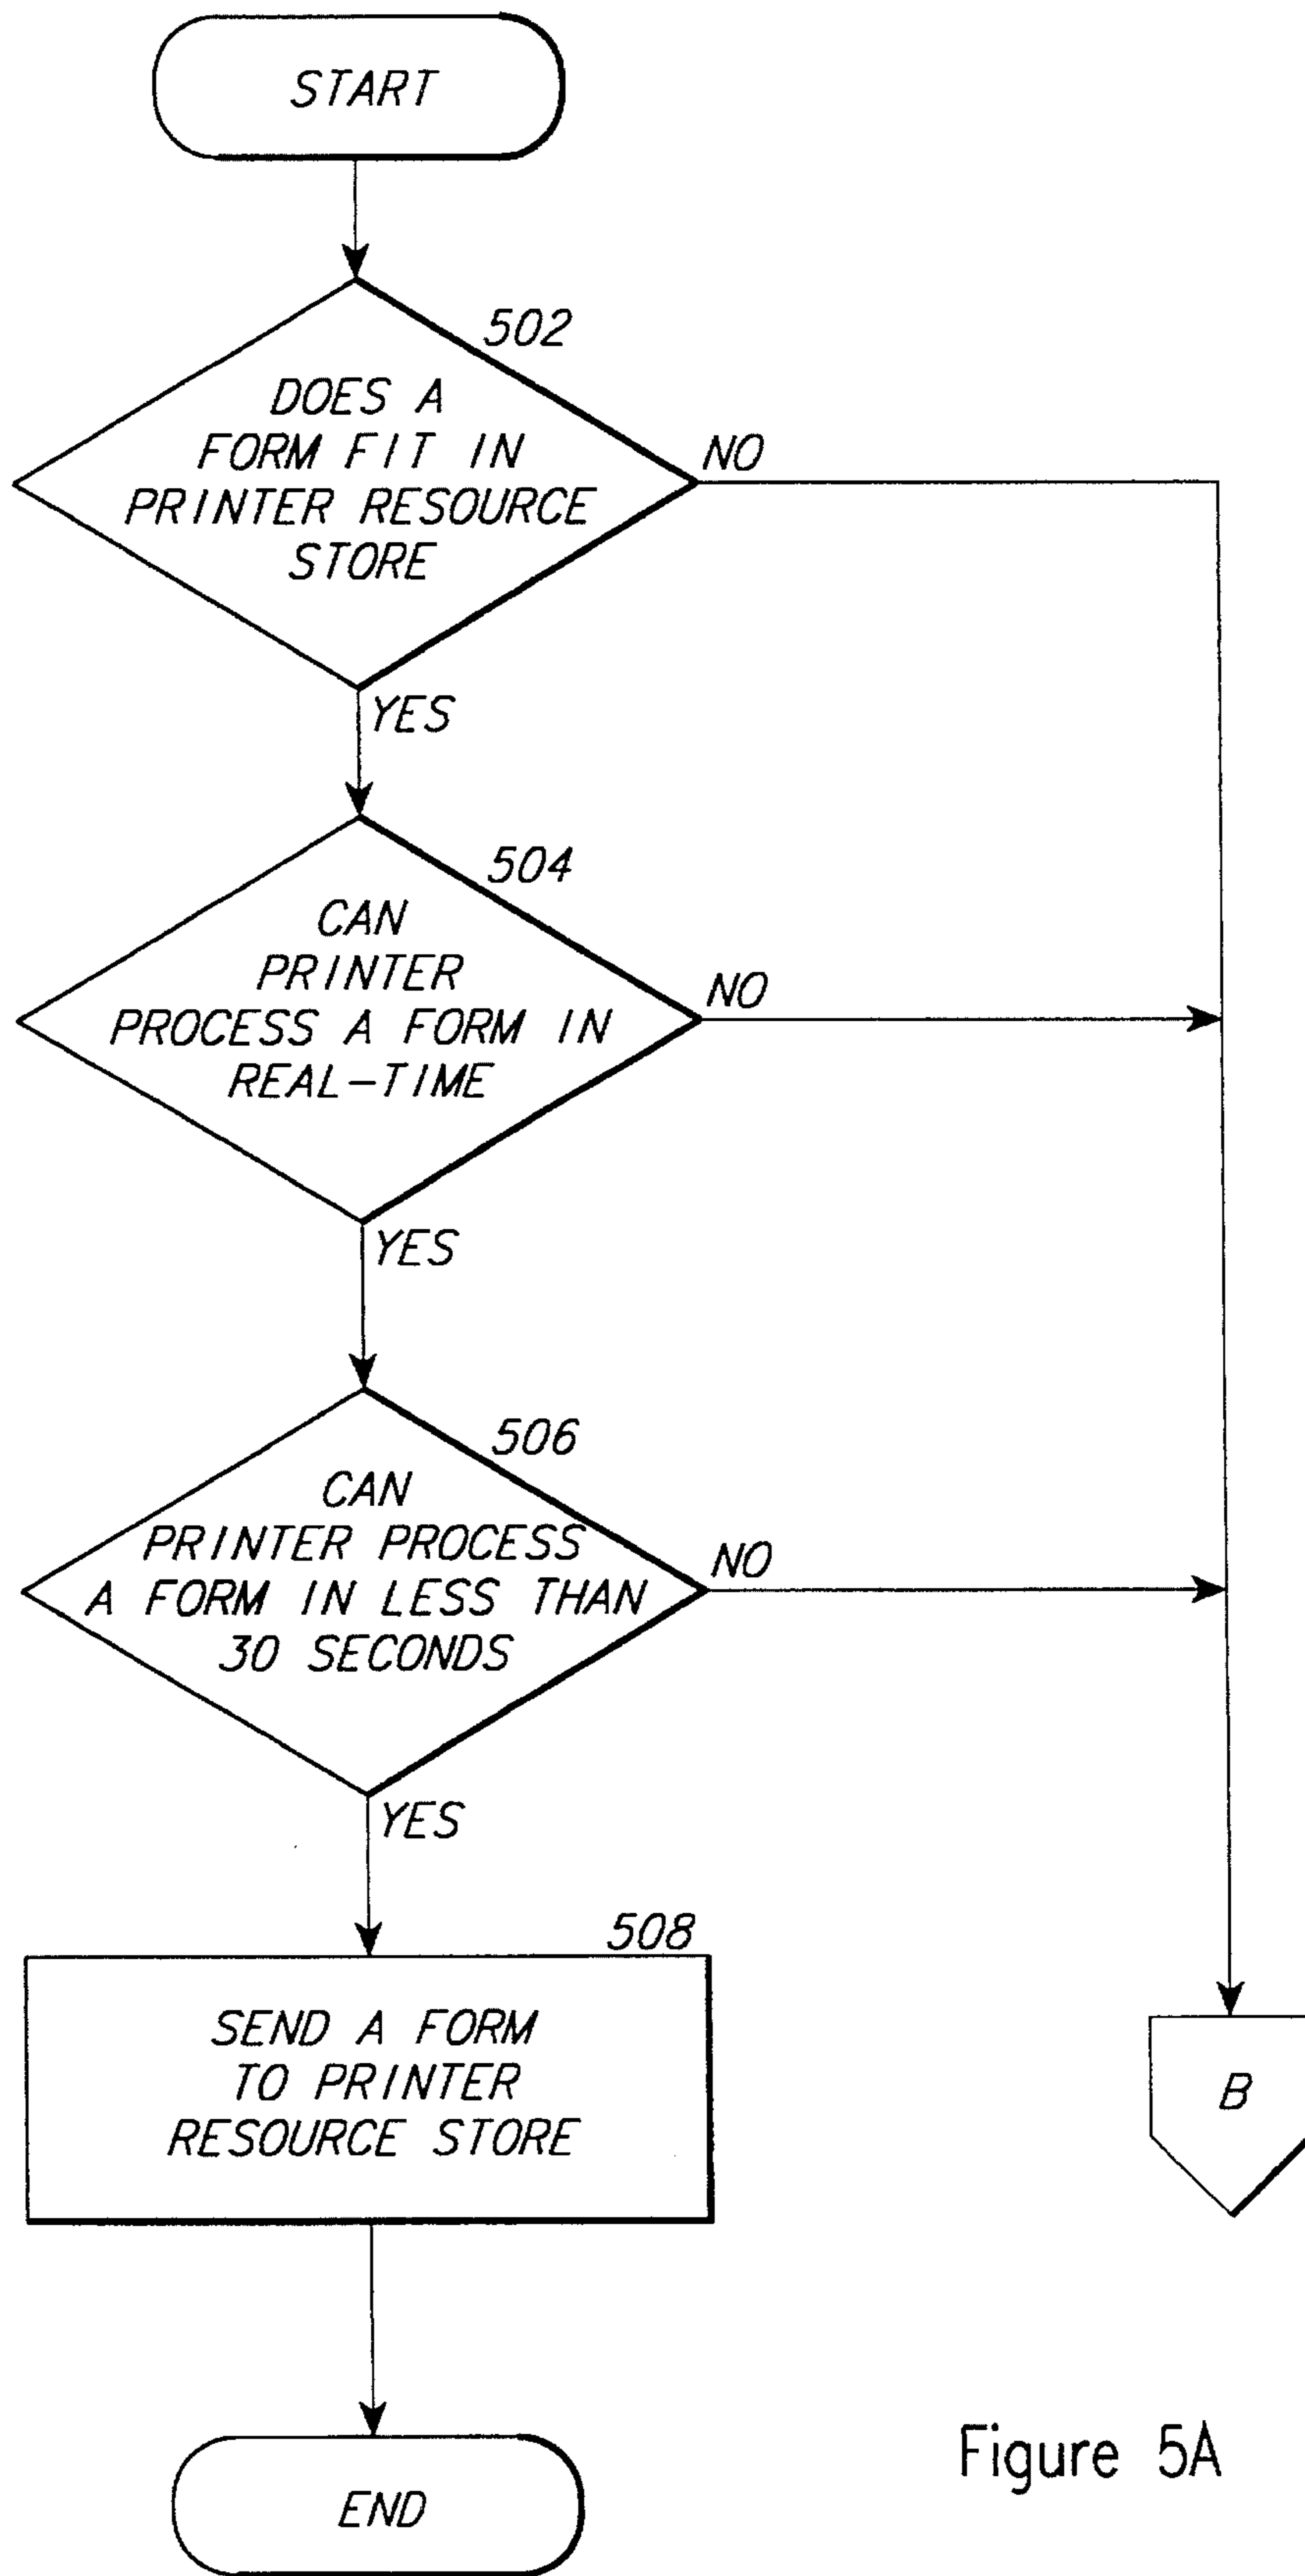 START
502
DOES A
FORM FIT IN
PRINTER RESOURCE
STORE
NO
YES
504
CAN
PRINTER
PROCESS A FORM IN
REAL-TIME
NO
YES
506
CAN
PRINTER PROCESS
A FORM IN LESS THAN
30 SECONDS
NO
YES
508
SEND A FORM
TO PRINTER
RESOURCE STORE
B
END
Figure 5A